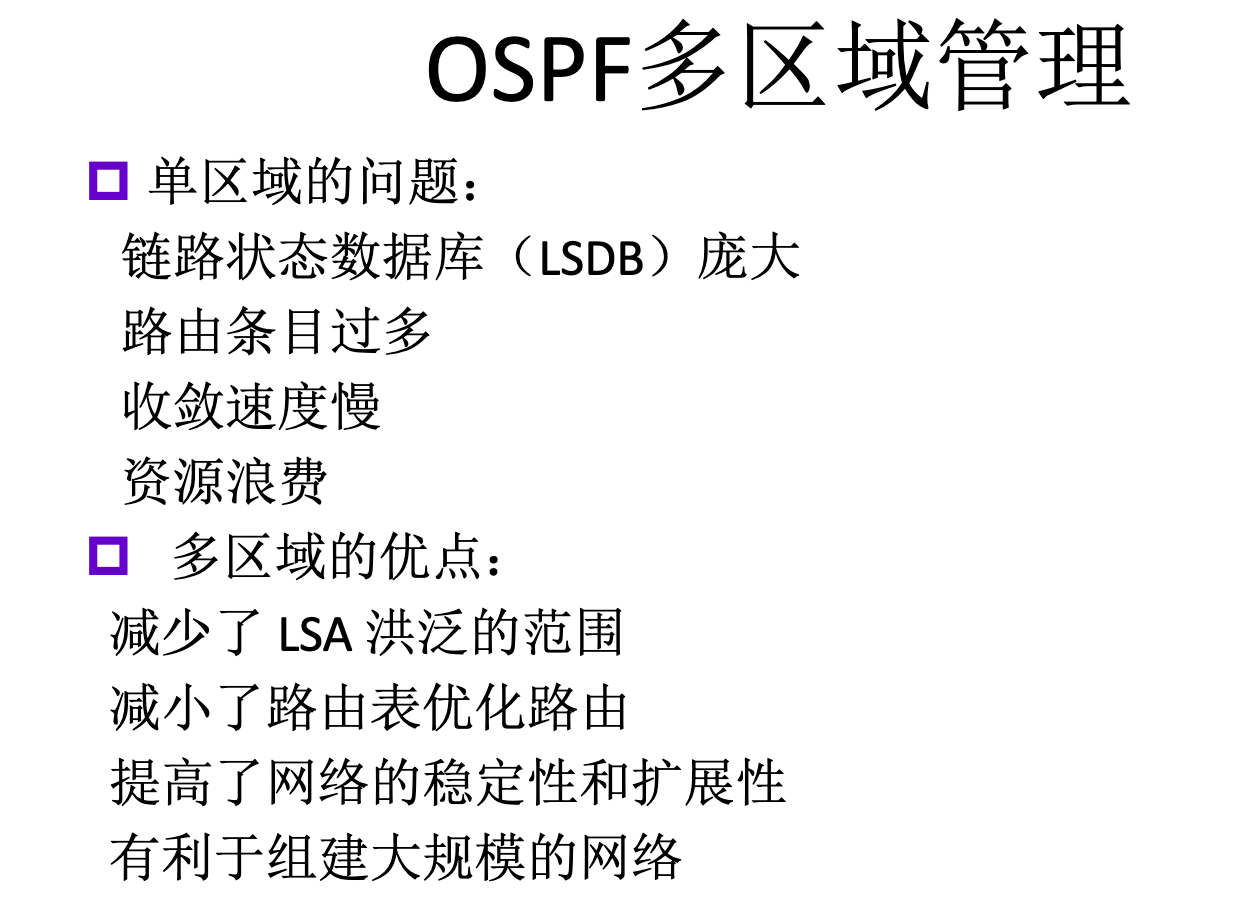 OSPF多区域管理
单区域的问题：
链路状态数据库（LSDB）庞大
路由条目过多
收敛速度慢
资源浪费
多区域的优点：
减少了 LSA 洪泛的范围
减小了路由表优化路由
提高了网络的稳定性和扩展性
有利于组建大规模的网络